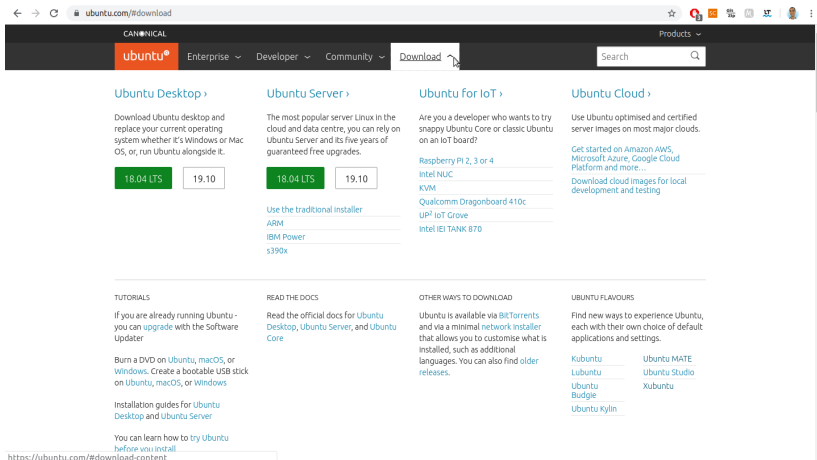 ubuntu.com/#download
CANONICAL
Products
ubuntu®
Enterprise
Developer
Community
Download
Search
Ubuntu Desktop ›
Download Ubuntu desktop and
replace your current operating
system whether it's Windows or Mac
OS, or, run Ubuntu alongside it.
18.04 LTS
19.10
Ubuntu Server ›
The most popular server Linux in the
cloud and data centre, you can rely on
Ubuntu Server and its five years of
guaranteed free upgrades.
18.04 LTS
19.10
Use the traditional installer
ARM
IBM Power
s390x
Ubuntu for IoT ›
Are you a developer who wants to try
snappy Ubuntu Core or classic Ubuntu
on an IoT board?
Raspberry Pi 2, 3 or 4
Intel NUC
KVM
Qualcomm Dragonboard 410c
UP² IoT Grove
Intel IEI TANK 870
Ubuntu Cloud ›
Use Ubuntu optimised and certified
server images on most major clouds.
Get started on Amazon AWS,
Microsoft Azure, Google Cloud
Platform and more…
Download cloud images for local
development and testing
TUTORIALS
If you are already running Ubuntu -
you can upgrade with the Software
Updater
Burn a DVD on Ubuntu, macOS, or
Windows. Create a bootable USB stick
on Ubuntu, macOS, or Windows
Installation guides for Ubuntu
Desktop and Ubuntu Server
You can learn how to try Ubuntu
before you install
READ THE DOCS
Read the official docs for Ubuntu
Desktop, Ubuntu Server, and Ubuntu
Core
OTHER WAYS TO DOWNLOAD
Ubuntu is available via BitTorrents
and via a minimal network installer
that allows you to customise what is
installed, such as additional
languages. You can also find older
releases.
UBUNTU FLAVOURS
Find new ways to experience Ubuntu,
each with their own choice of default
applications and settings.
Kubuntu
Lubuntu
Ubuntu
Budgie
Ubuntu Kylin
Ubuntu MATE
Ubuntu Studio
Xubuntu
https://ubuntu.com/#download-content